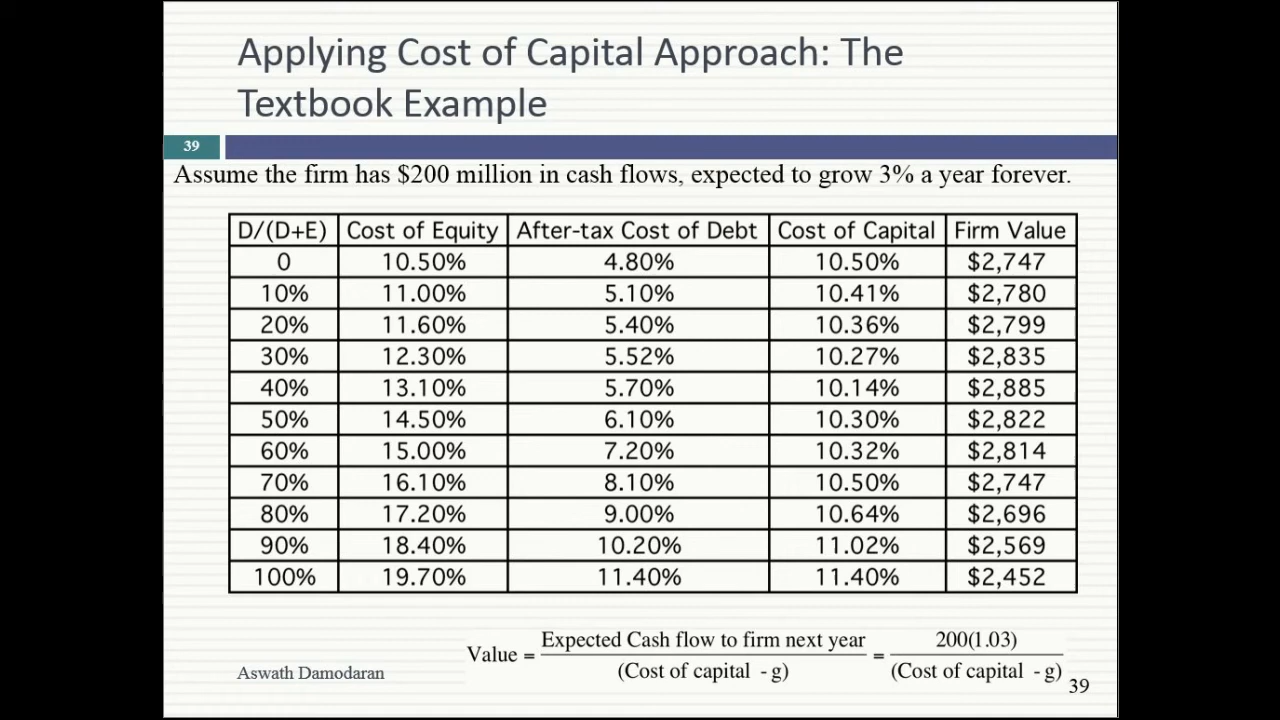 Applying Cost of Capital Approach: The
Textbook Example
39
Assume the firm has $200 million in cash flows, expected to grow 3% a year forever.
D/(D+E) Cost of Equity After-tax Cost of Debt Cost of Capital Firm Value
0 10.50% 4.80% 10.50% $2,747
10% 11.00% 5.10% 10.41% $2,780
20% 11.60% 5.40% 10.36% $2,799
30% 12.30% 5.52% 10.27% $2,835
40% 13.10% 5.70% 10.14% $2,885
50% 14.50% 6.10% 10.30% $2,822
60% 15.00% 7.20% 10.32% $2,814
70% 16.10% 8.10% 10.50% $2,747
80% 17.20% 9.00% 10.64% $2,696
90% 18.40% 10.20% 11.02% $2,569
100% 19.70% 11.40% 11.40% $2,452
Expected Cash flow to firm next year 200(1.03)
Value = =
(Cost of capital - g) (Cost of capital - g)
Aswath Damodaran
39